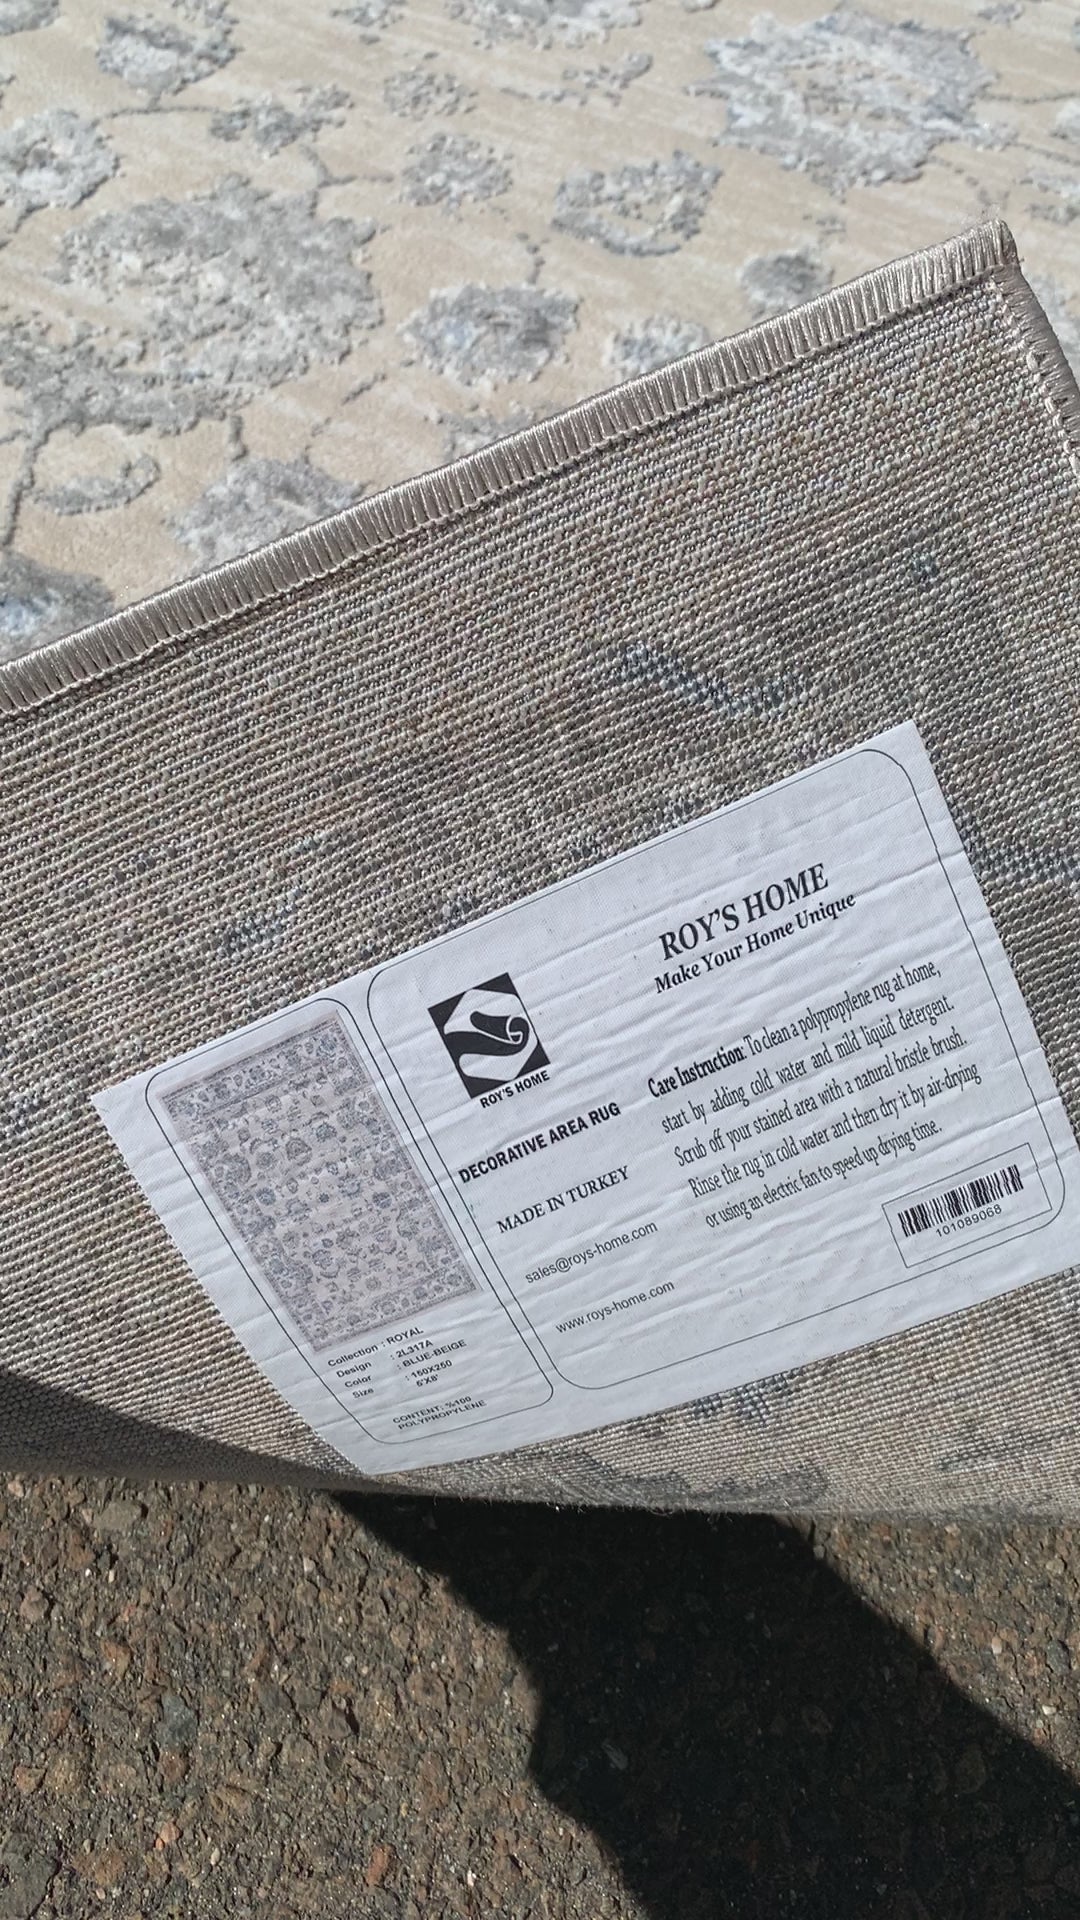 ROY'S HOME
Make Your Home Unique
ROY'S HOME
DECORATIVE AREA RUG
MADE IN TURKEY
sales@roys-home.com
www.roys-home.com
Care Instruction: To clean a polypropylene rug at home,
start by adding cold water and mild liquid detergent.
Scrub off your stained area with a natural bristle brush.
Rinse the rug in cold water and then dry it by air-drying
or using an electric fan to speed up drying time.
101089068
Collection : ROYAL
Design : 2L317A
Color : BLUE-BEIGE
Size : 150X250
6'X8'
CONTENT: %100
POLYPROPYLENE